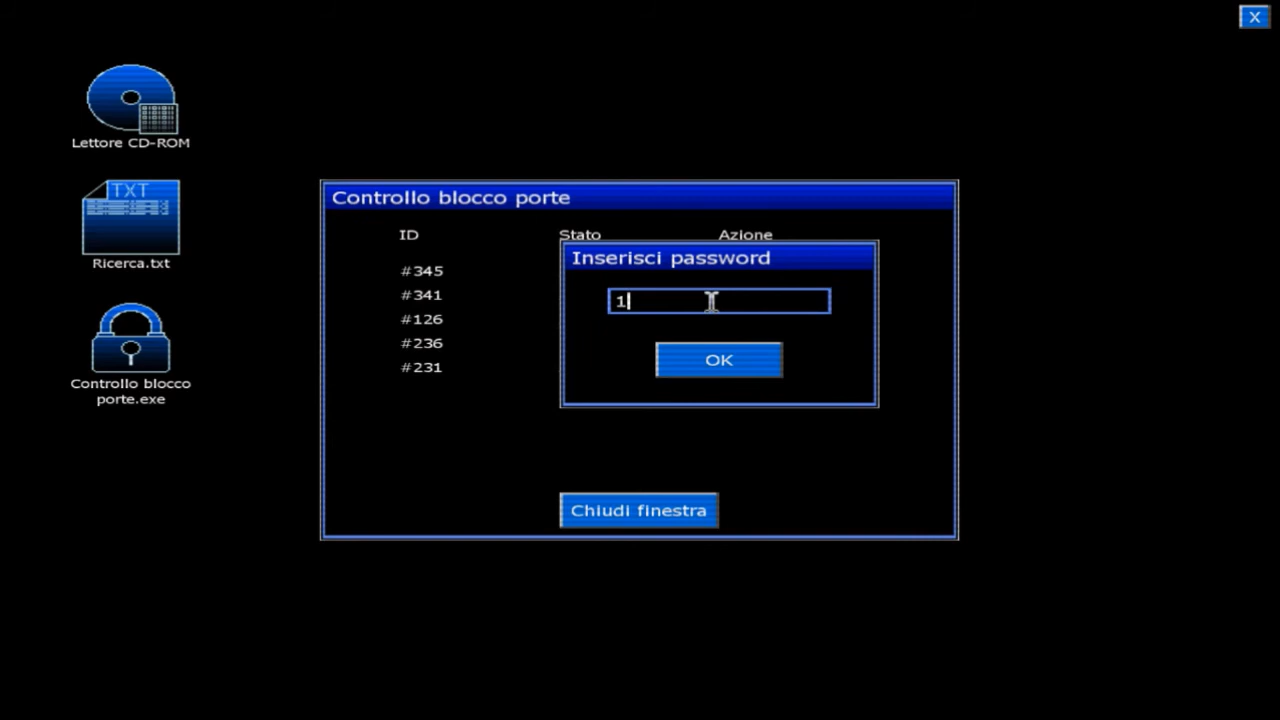 X
Lettore CD-ROM
TXT
Ricerca.txt
Controllo blocco
porte.exe
Controllo blocco porte
ID Stato Azione
#345
#341
#126
#236
#231
Inserisci password
1
OK
Chiudi finestra